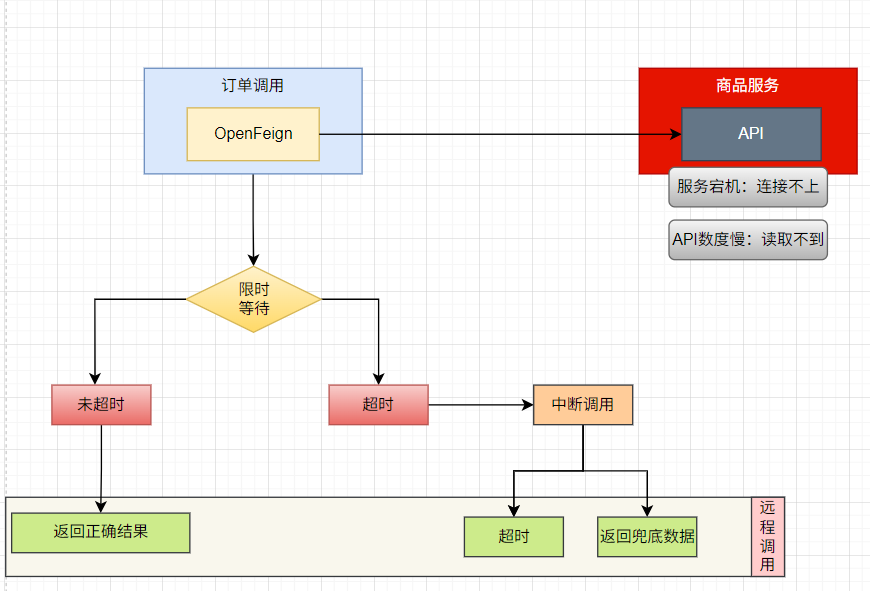 订单调用
商品服务
OpenFeign
API
服务宕机：连接不上
API数度慢：读取不到
限时
等待
未超时
超时
中断调用
返回正确结果
超时
返回兜底数据
远
程
调
用